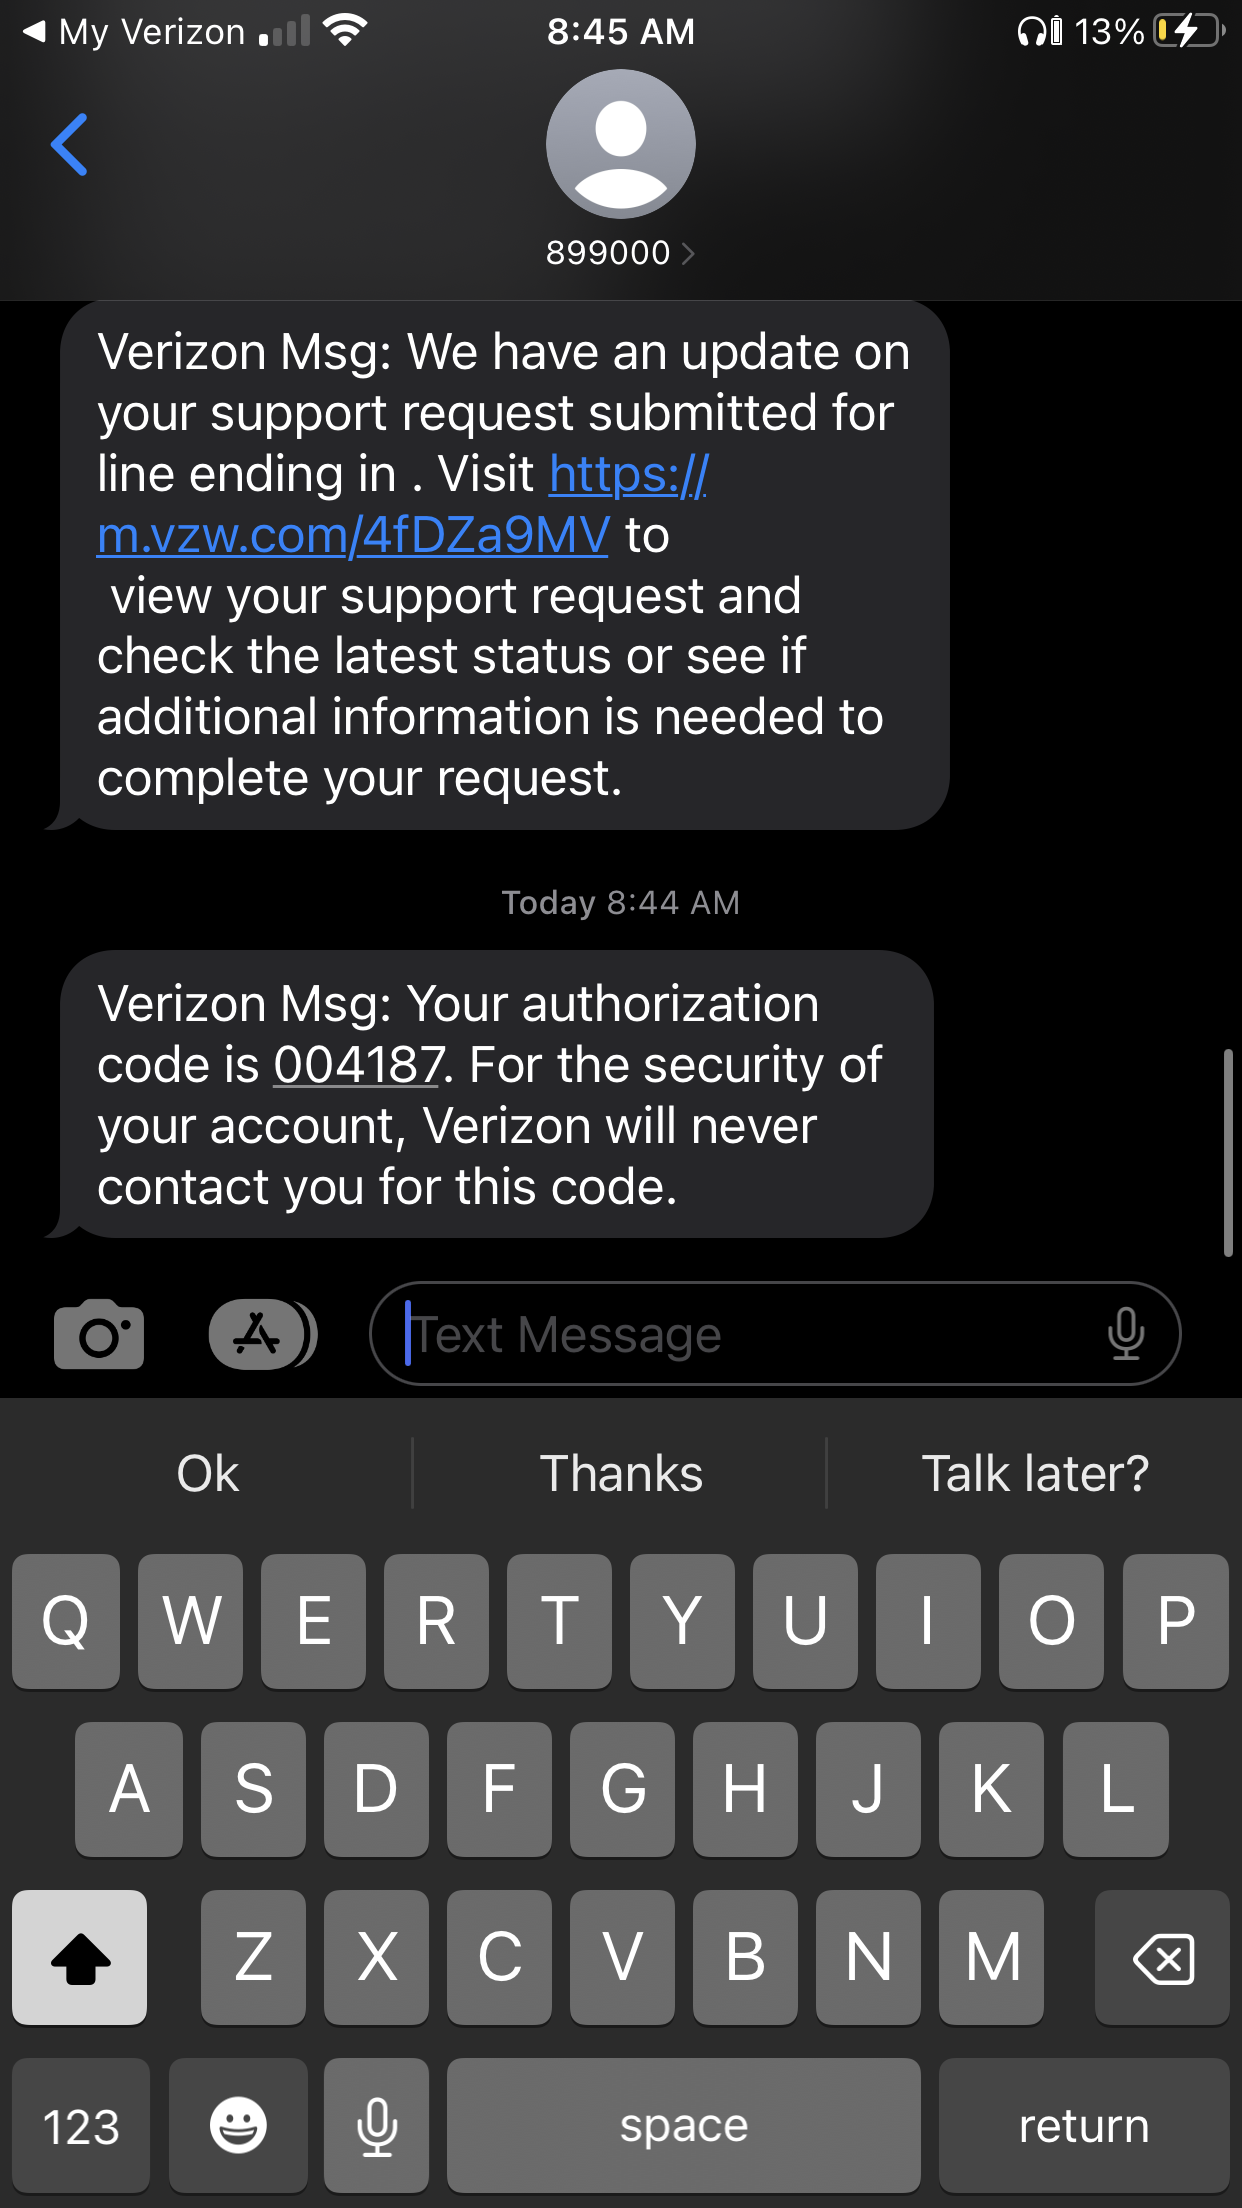 My Verizon 8:45 AM 13%
899000
Verizon Msg: We have an update on
your support request submitted for
line ending in . Visit https://
m.vzw.com/4fDZa9MV to
view your support request and
check the latest status or see if
additional information is needed to
complete your request.
Today 8:44 AM
Verizon Msg: Your authorization
code is 004187. For the security of
your account, Verizon will never
contact you for this code.
Text Message
Ok Thanks Talk later?
Q W E R T Y U I O P
A S D F G H J K L
Z X C V B N M
123 space return